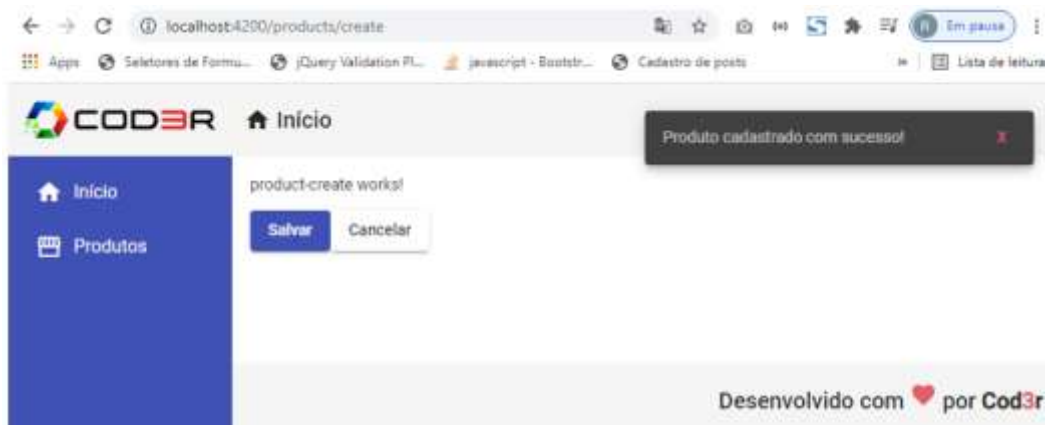 localhost:4200/products/create
Em pausa
Apps Seletores de Formu... jQuery Validation Pl... javascript - Bootstr... Cadastro de posts » Lista de leitura
COD3R Início
Produto cadastrado com sucesso! X
Início
product-create works!
Salvar Cancelar
Produtos
Desenvolvido com por Cod3r